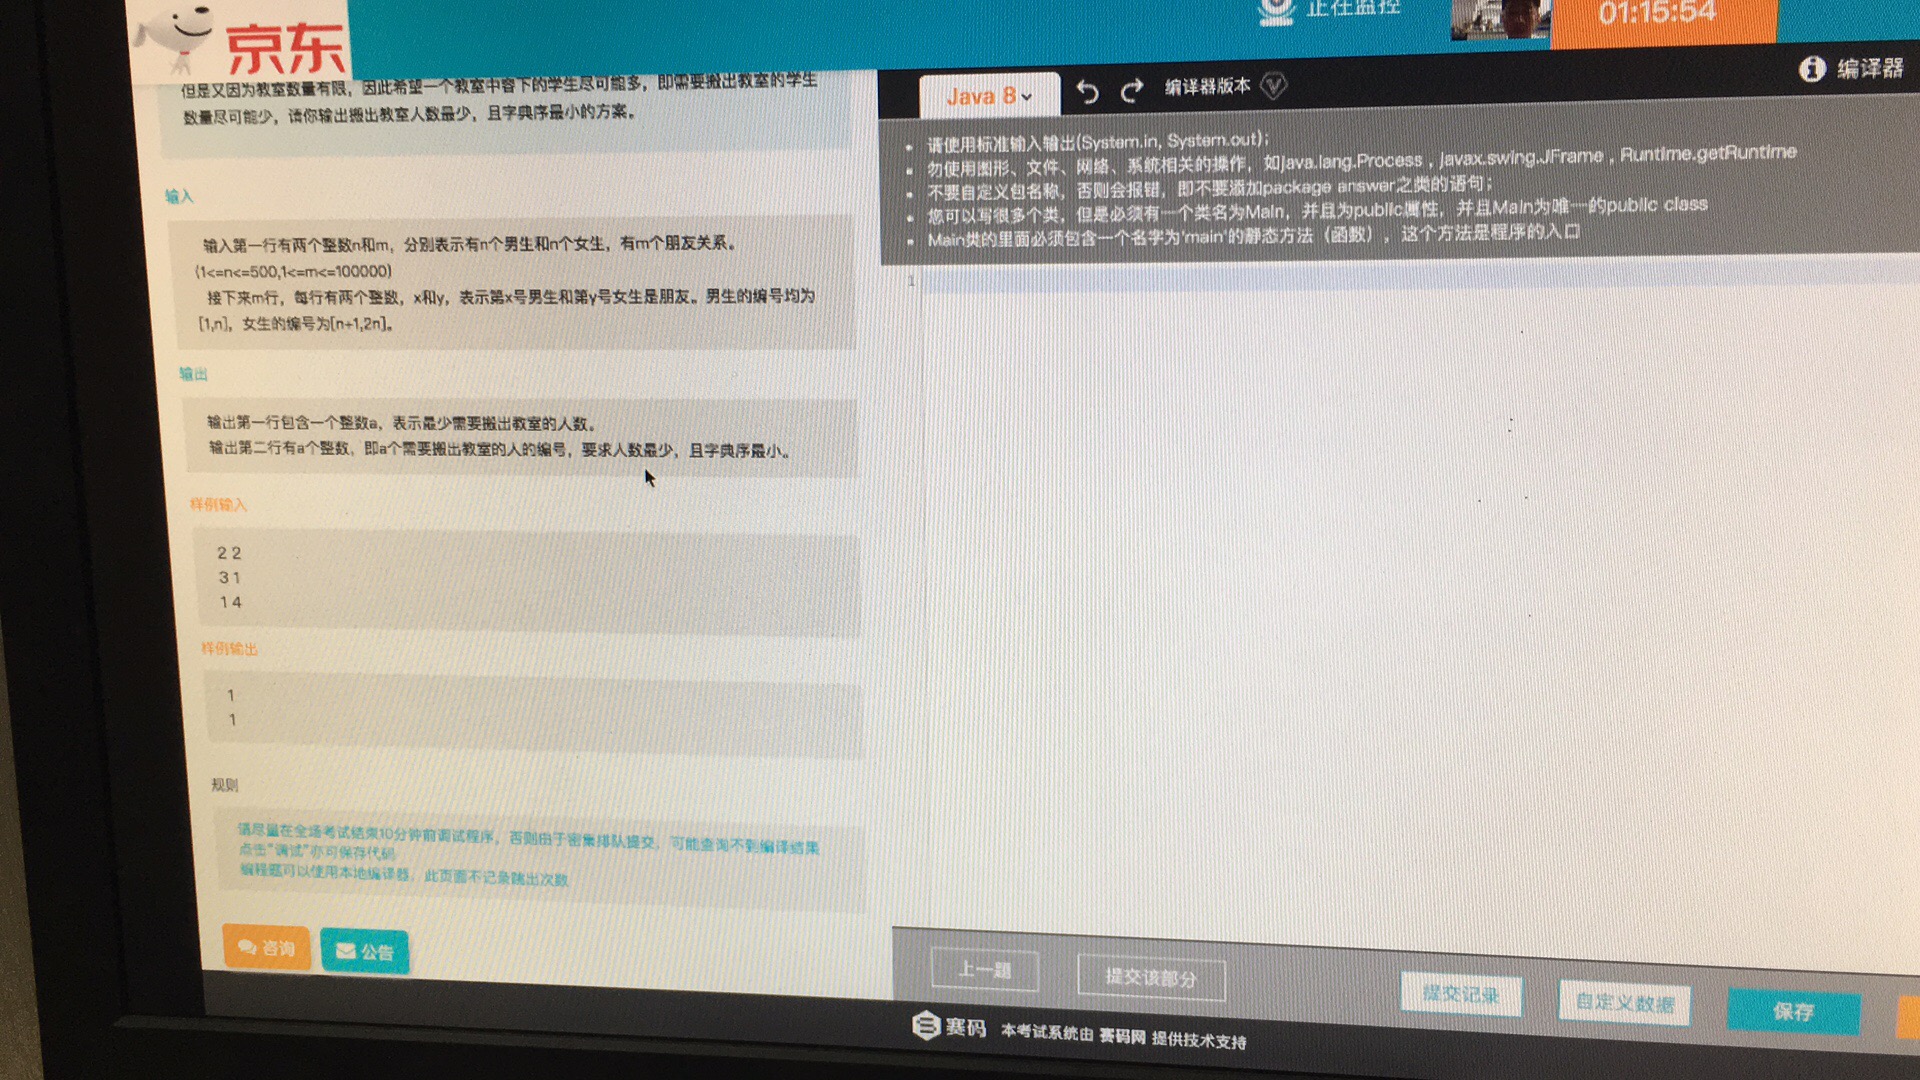 京东
正在监控
01:15:54
但是又因为教室数量有限，因此希望一个教室中容下的学生尽可能多，即需要搬出教室的学生
数量尽可能少，请你输出搬出教室人数最少，且字典序最小的方案。
输入
输入第一行有两个整数n和m，分别表示有n个男生和n个女生，有m个朋友关系。
(1<=n<=500,1<=m<=100000)
接下来m行，每行有两个整数，x和y，表示第x号男生和第y号女生是朋友。男生的编号均为
[1,n]，女生的编号为[n+1,2n]。
输出
输出第一行包含一个整数a，表示最少需要搬出教室的人数。
输出第二行有a个整数，即a个需要搬出教室的人的编号，要求人数最少，且字典序最小。
样例输入
2 2
3 1
1 4
样例输出
1
1
规则
请尽量在全场考试结束10分钟前调试程序，否则由于密集排队提交，可能查询不到编译结果
点击“调试”亦可保存代码
编程题可以使用本地编译器，此页面不记录跳出次数
咨询
公告
Java 8
编译器版本
编译器
请使用标准输入输出(System.in, System.out)；
勿使用图形、文件、网络、系统相关的操作，如java.lang.Process , javax.swing.JFrame , Runtime.getRuntime
不要自定义包名称，否则会报错，即不要添加package answer之类的语句；
您可以写很多个类，但是必须有一个类名为Main，并且为public属性，并且Main为唯一的public class
Main类的里面必须包含一个名字为'main'的静态方法（函数），这个方法是程序的入口
1
上一题
提交该部分
提交记录
自定义数据
保存
赛码 本考试系统由 赛码网 提供技术支持